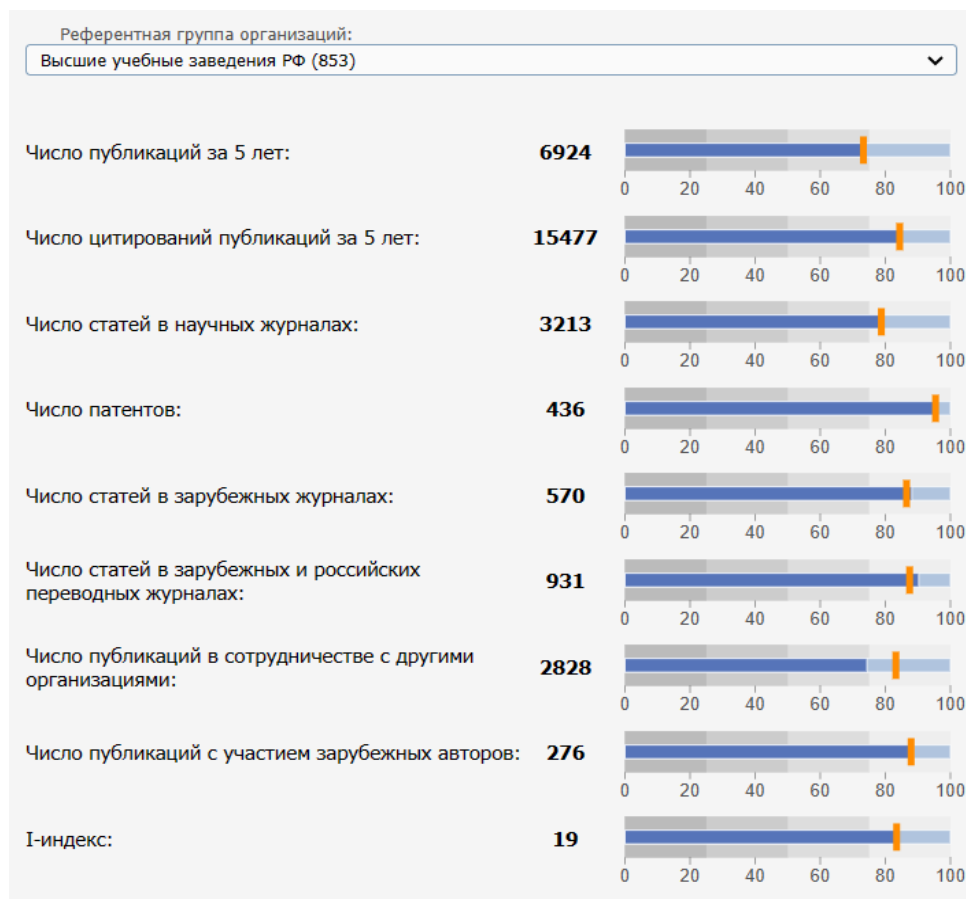 Референтная группа организаций:
Высшие учебные заведения РФ (853)
Число публикаций за 5 лет: 6924
0 20 40 60 80 100
Число цитирований публикаций за 5 лет: 15477
0 20 40 60 80 100
Число статей в научных журналах: 3213
0 20 40 60 80 100
Число патентов: 436
0 20 40 60 80 100
Число статей в зарубежных журналах: 570
0 20 40 60 80 100
Число статей в зарубежных и российских
переводных журналах: 931
0 20 40 60 80 100
Число публикаций в сотрудничестве с другими
организациями: 2828
0 20 40 60 80 100
Число публикаций с участием зарубежных авторов: 276
0 20 40 60 80 100
I-индекс: 19
0 20 40 60 80 100